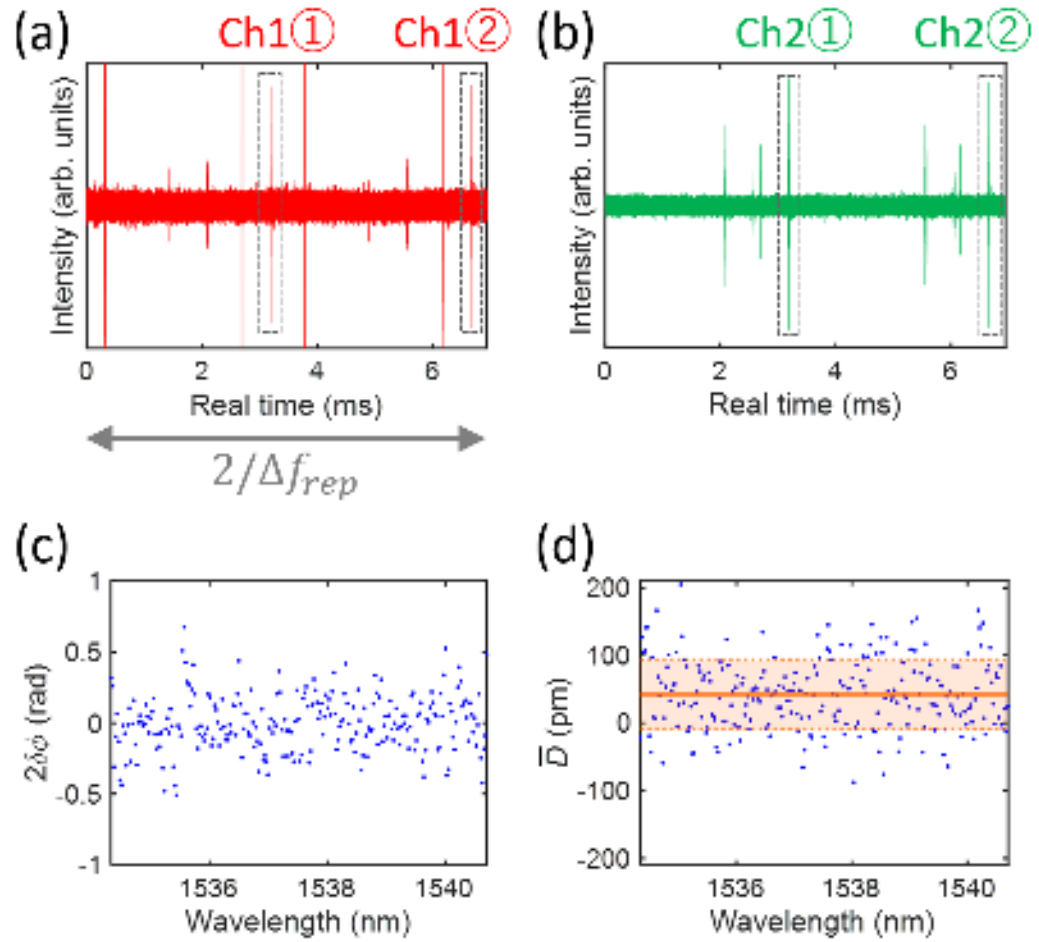 (a) Ch1① Ch1②
Intensity (arb. units)
0 2 4 6
Real time (ms)
2/Δf_rep
(b) Ch2① Ch2②
Intensity (arb. units)
0 2 4 6
Real time (ms)
(c)
1
0.5
0
-0.5
-1
2δϕ (rad)
1536 1538 1540
Wavelength (nm)
(d)
200
100
0
-100
-200
D̅ (pm)
1536 1538 1540
Wavelength (nm)